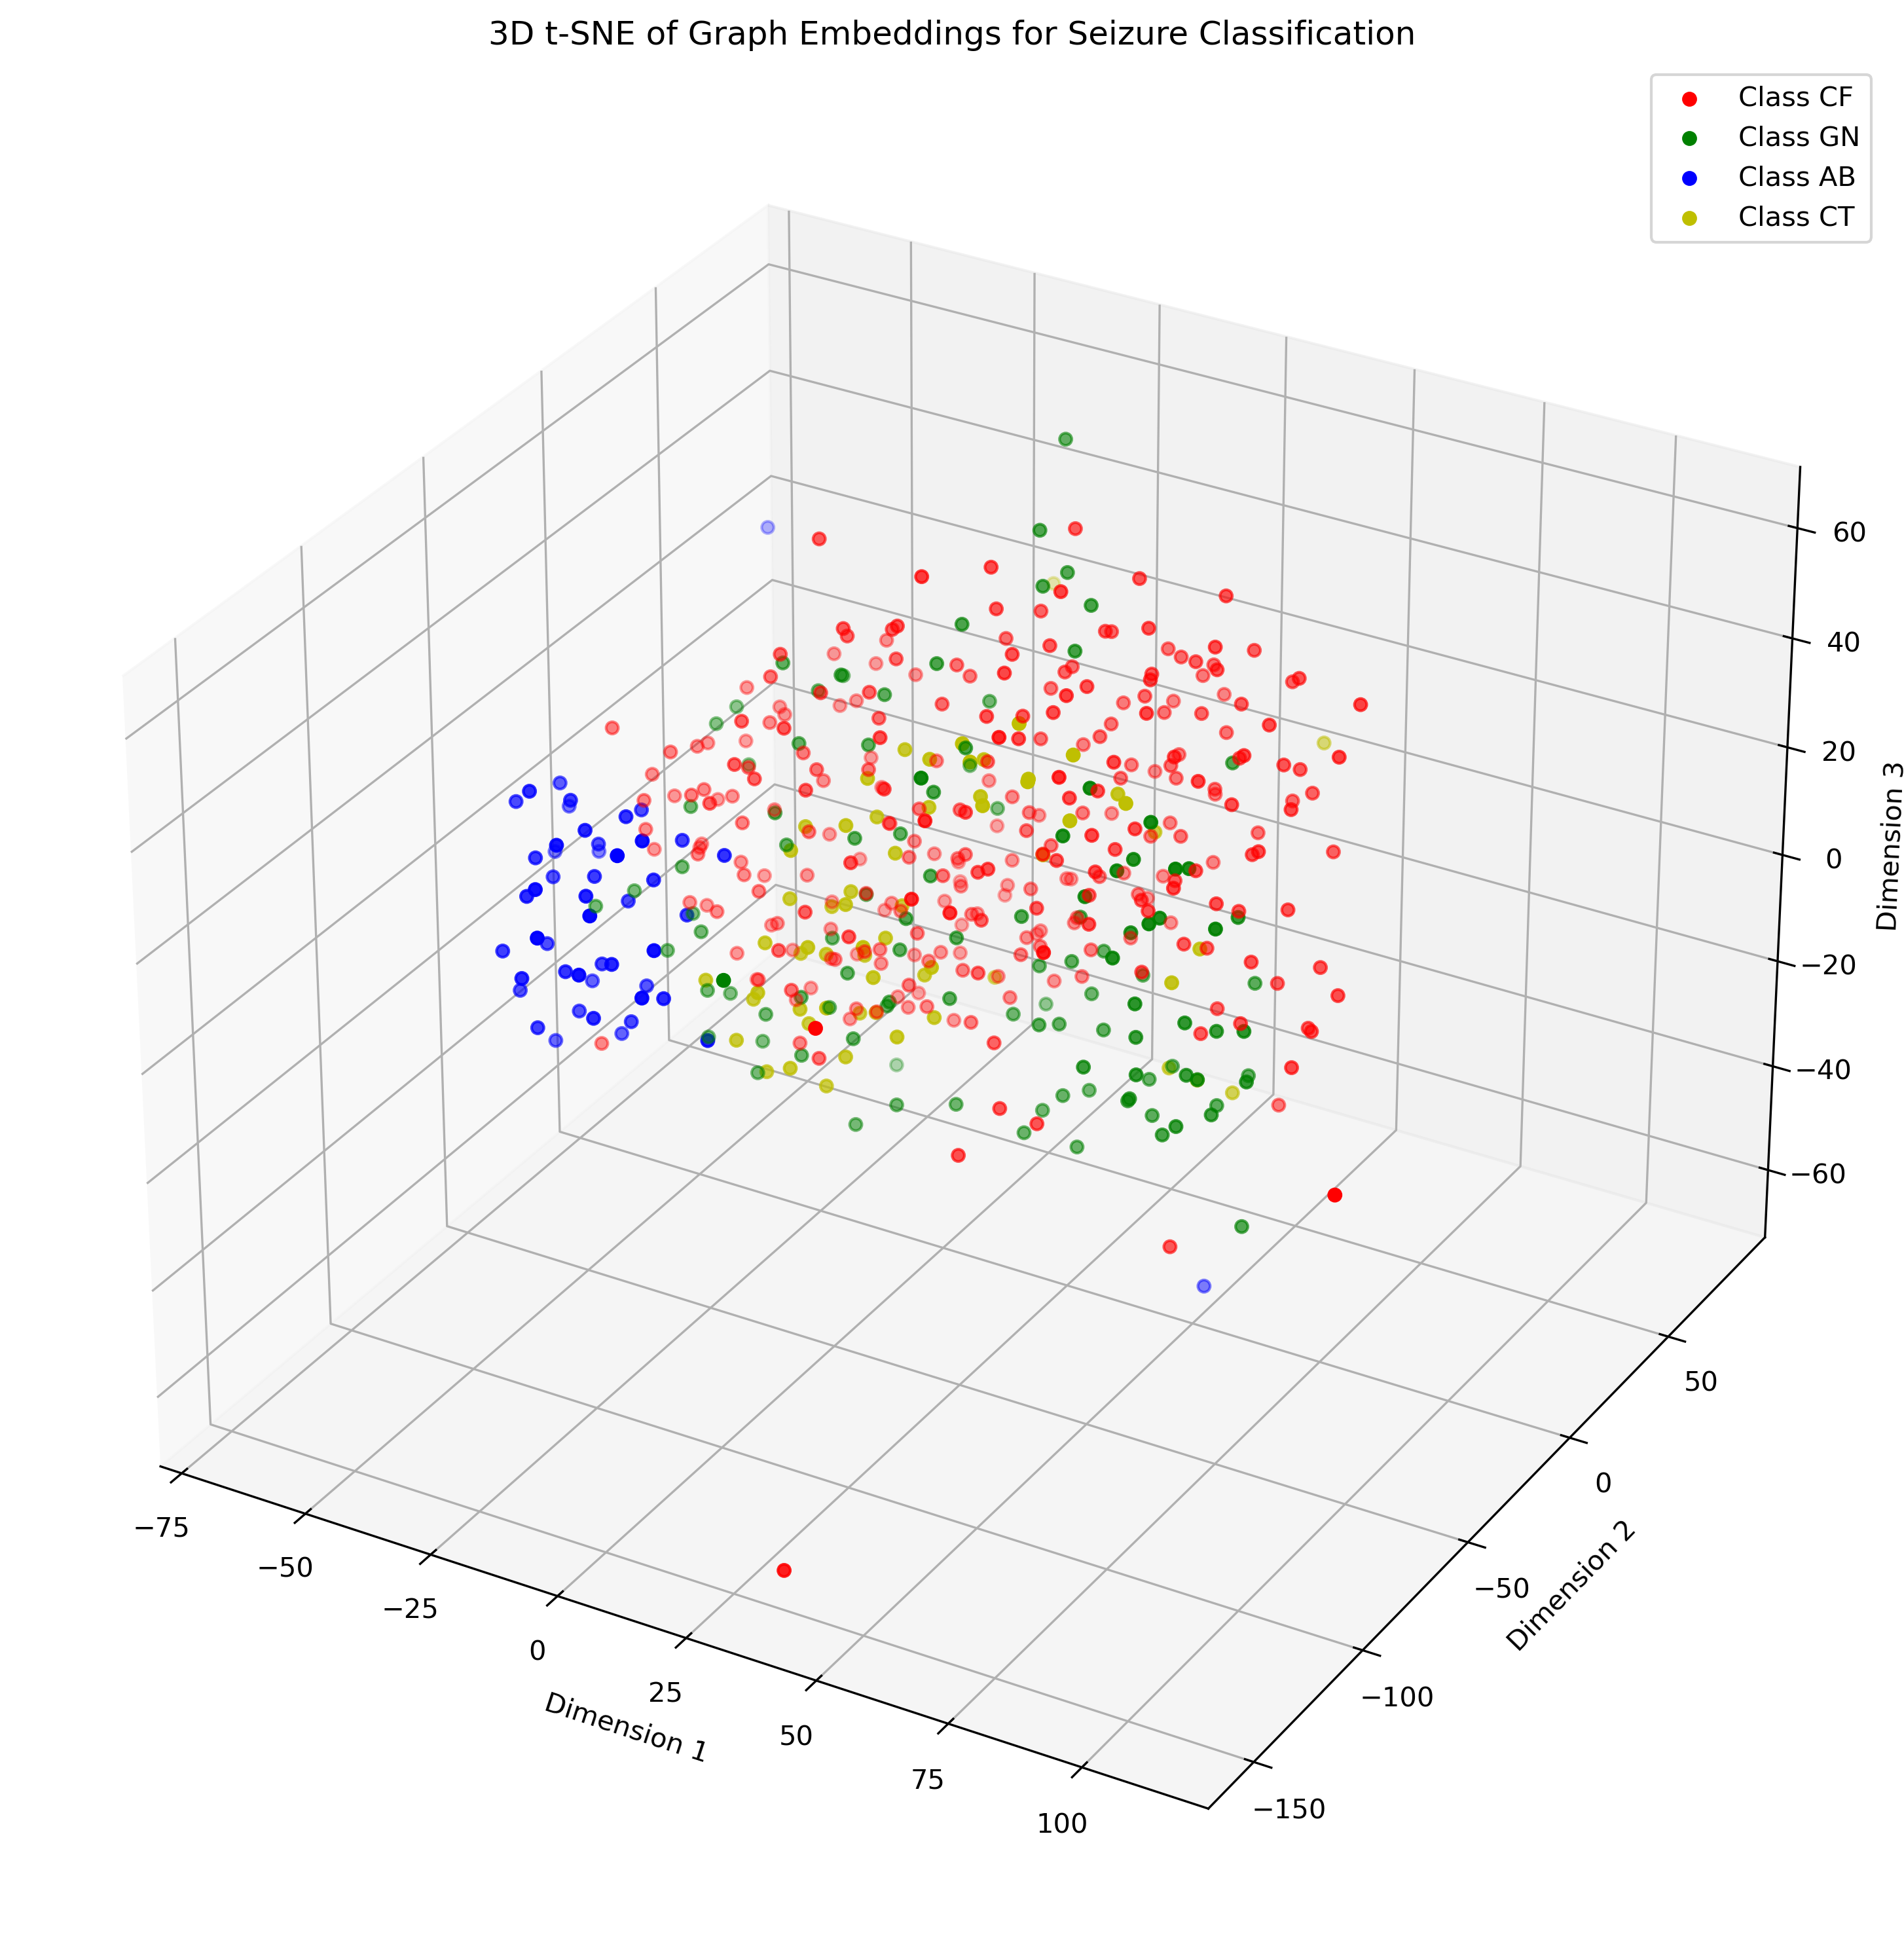 3D t-SNE of Graph Embeddings for Seizure Classification
Class CF
Class GN
Class AB
Class CT
60
40
20
0
−20
−40
−60
Dimension 3
50
0
−50
−100
−150
Dimension 2
−75
−50
−25
0
25
50
75
100
Dimension 1